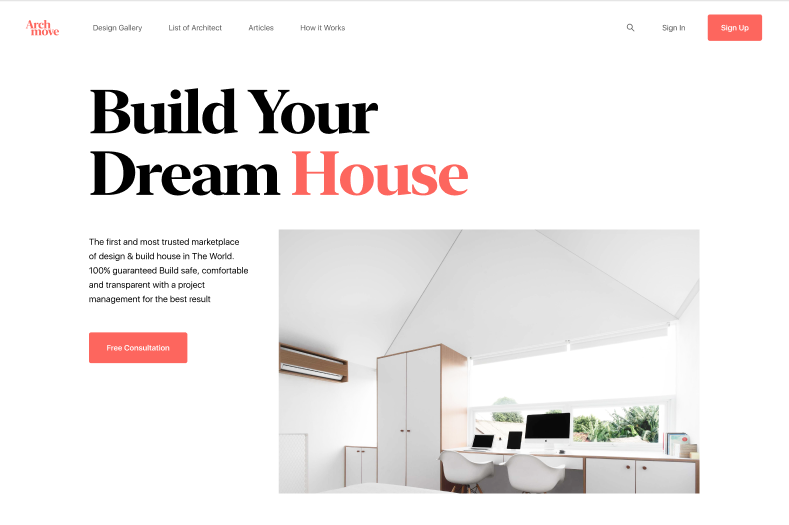 Arch
move
Design Gallery
List of Architect
Articles
How it Works
Sign In
Sign Up
Build Your
Dream House
The first and most trusted marketplace
of design & build house in The World.
100% guaranteed Build safe, comfortable
and transparent with a project
management for the best result
Free Consultation